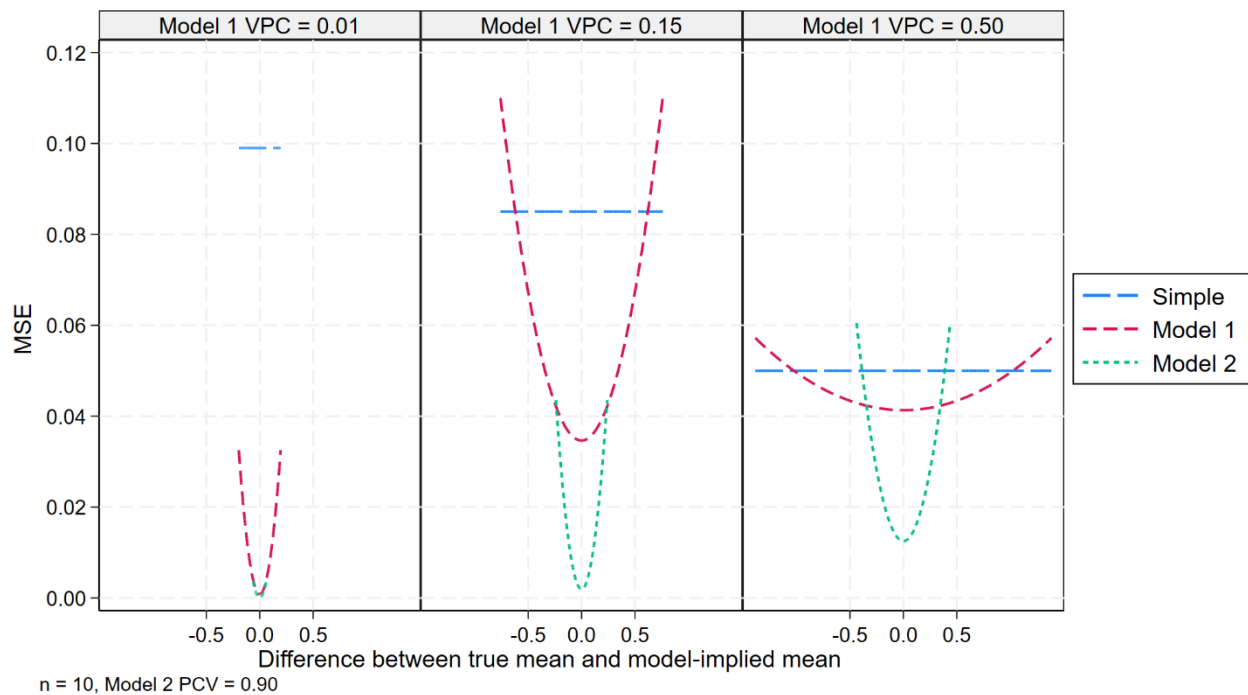 Model 1 VPC = 0.01 Model 1 VPC = 0.15 Model 1 VPC = 0.50
0.12
0.10
0.08
0.06
0.04
0.02
0.00
MSE
-0.5 0.0 0.5 -0.5 0.0 0.5 -0.5 0.0 0.5
Difference between true mean and model-implied mean
n = 10, Model 2 PCV = 0.90
Simple
Model 1
Model 2